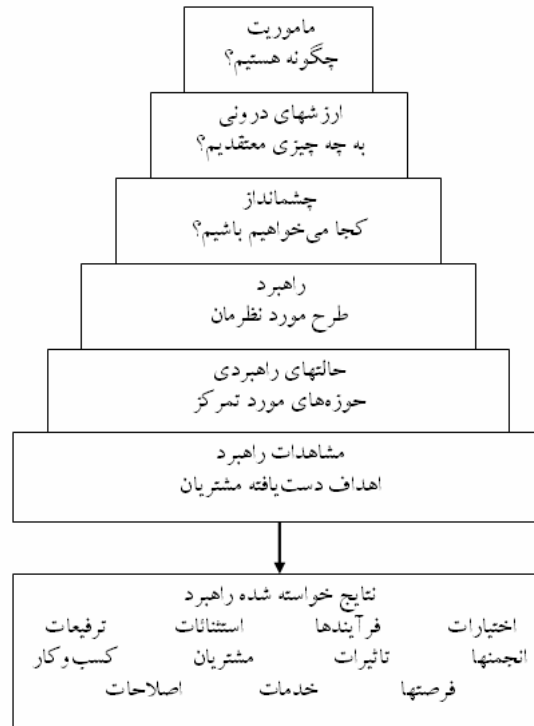 ماموریت
چگونه هستیم؟
ارزشهای درونی
به چه چیزی معتقدیم؟
چشمانداز
کجا می‌خواهیم باشیم؟
راهبرد
طرح مورد نظرمان
حالتهای راهبردی
حوزه‌های مورد تمرکز
مشاهدات راهبرد
اهداف دست‌یافته مشتریان
نتایج خواسته شده راهبرد
اختیارات فرآیندها استثنائات ترفیعات
انجمنها تاثیرات مشتریان کسب‌وکار
فرصتها خدمات اصلاحات